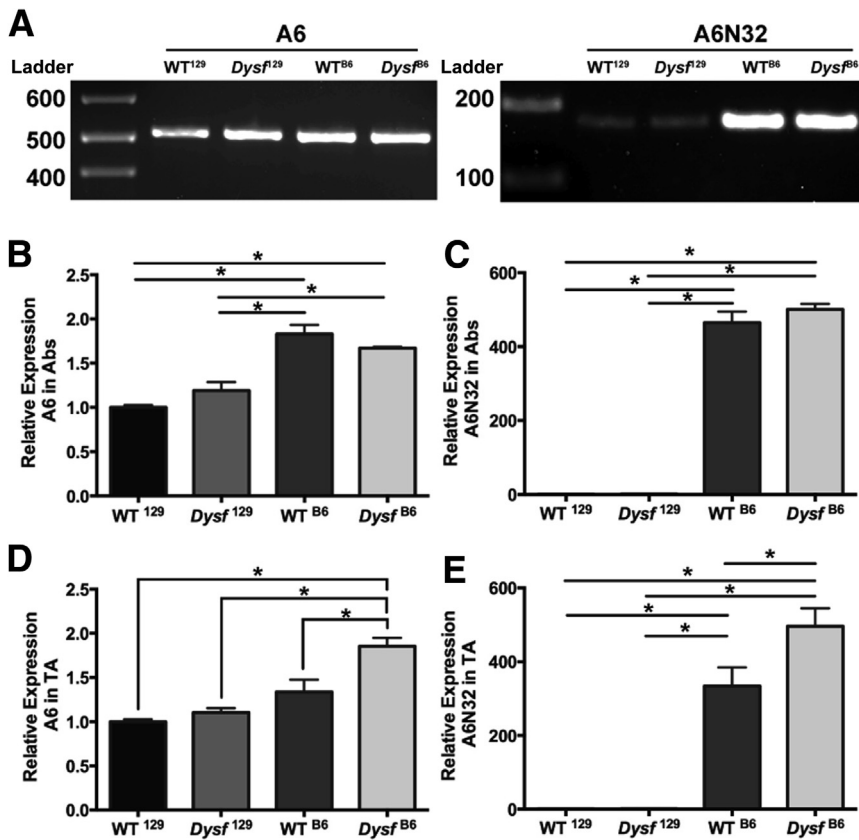 A
A6
A6N32
Ladder WT129 Dysf129 WTB6 DysfB6
Ladder WT129 Dysf129 WTB6 DysfB6
600
500
400
200
100
B
Relative Expression
A6 in Abs
* * * *
2.5
2.0
1.5
1.0
0.5
0.0
WT 129 Dysf 129 WT B6 Dysf B6
C
Relative Expression
A6N32 in Abs
* * * *
600
400
200
0
WT 129 Dysf 129 WT B6 Dysf B6
D
Relative Expression
A6 in TA
* * *
2.5
2.0
1.5
1.0
0.5
0.0
WT 129 Dysf 129 WT B6 Dysf B6
E
Relative Expression
A6N32 in TA
* * * * *
600
400
200
0
WT 129 Dysf 129 WT B6 Dysf B6